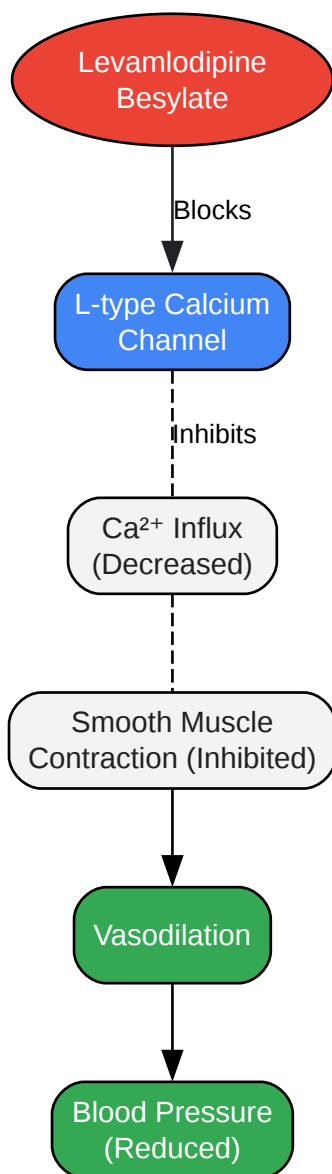 Levamlodipine
Besylate
Blocks
L-type Calcium
Channel
Inhibits
Ca²⁺ Influx
(Decreased)
Smooth Muscle
Contraction (Inhibited)
Vasodilation
Blood Pressure
(Reduced)